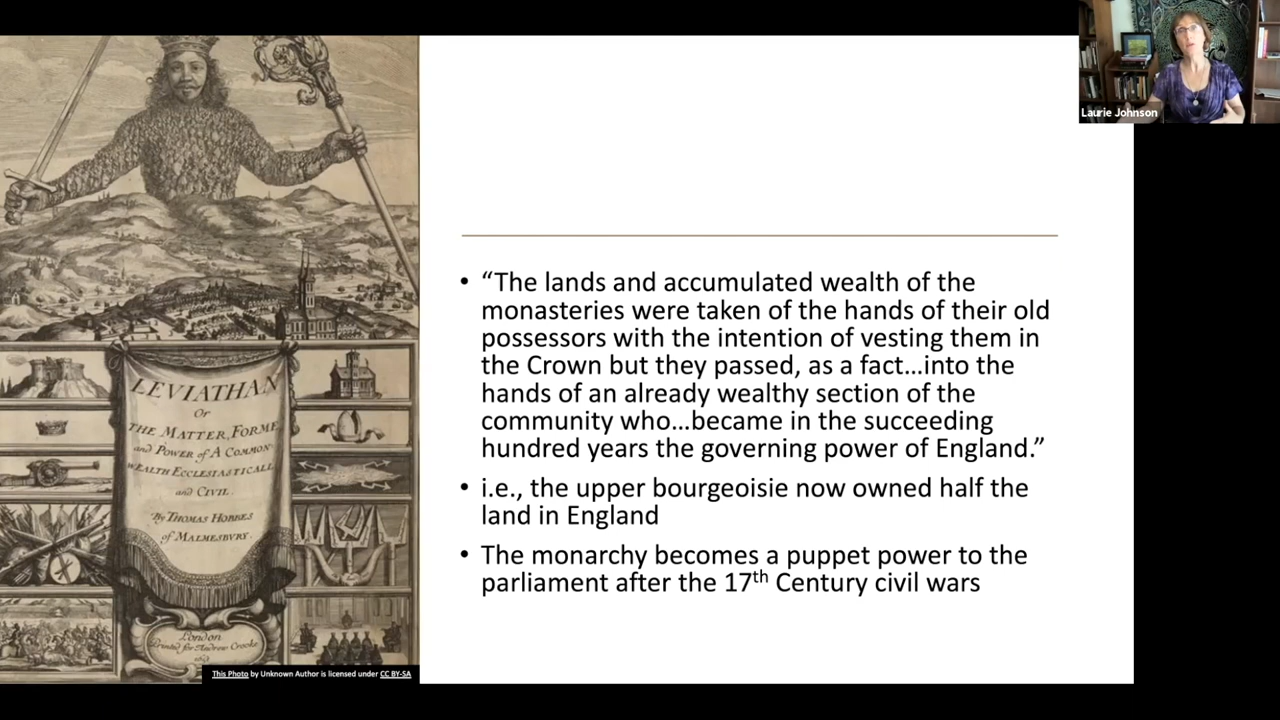 Laurie Johnson
LEVIATHAN
Or
THE MATTER, FORME
and POWER of A COMMON-
WEALTH ECCLESIASTICALL
and CIVIL.
By THOMAS HOBBES
of MALMESBURY.
London
Printed for Andrew Crooke
This Photo by Unknown Author is licensed under CC BY-SA
• “The lands and accumulated wealth of the
monasteries were taken of the hands of their old
possessors with the intention of vesting them in
the Crown but they passed, as a fact…into the
hands of an already wealthy section of the
community who…became in the succeeding
hundred years the governing power of England.”
• i.e., the upper bourgeoisie now owned half the
land in England
• The monarchy becomes a puppet power to the
parliament after the 17th Century civil wars